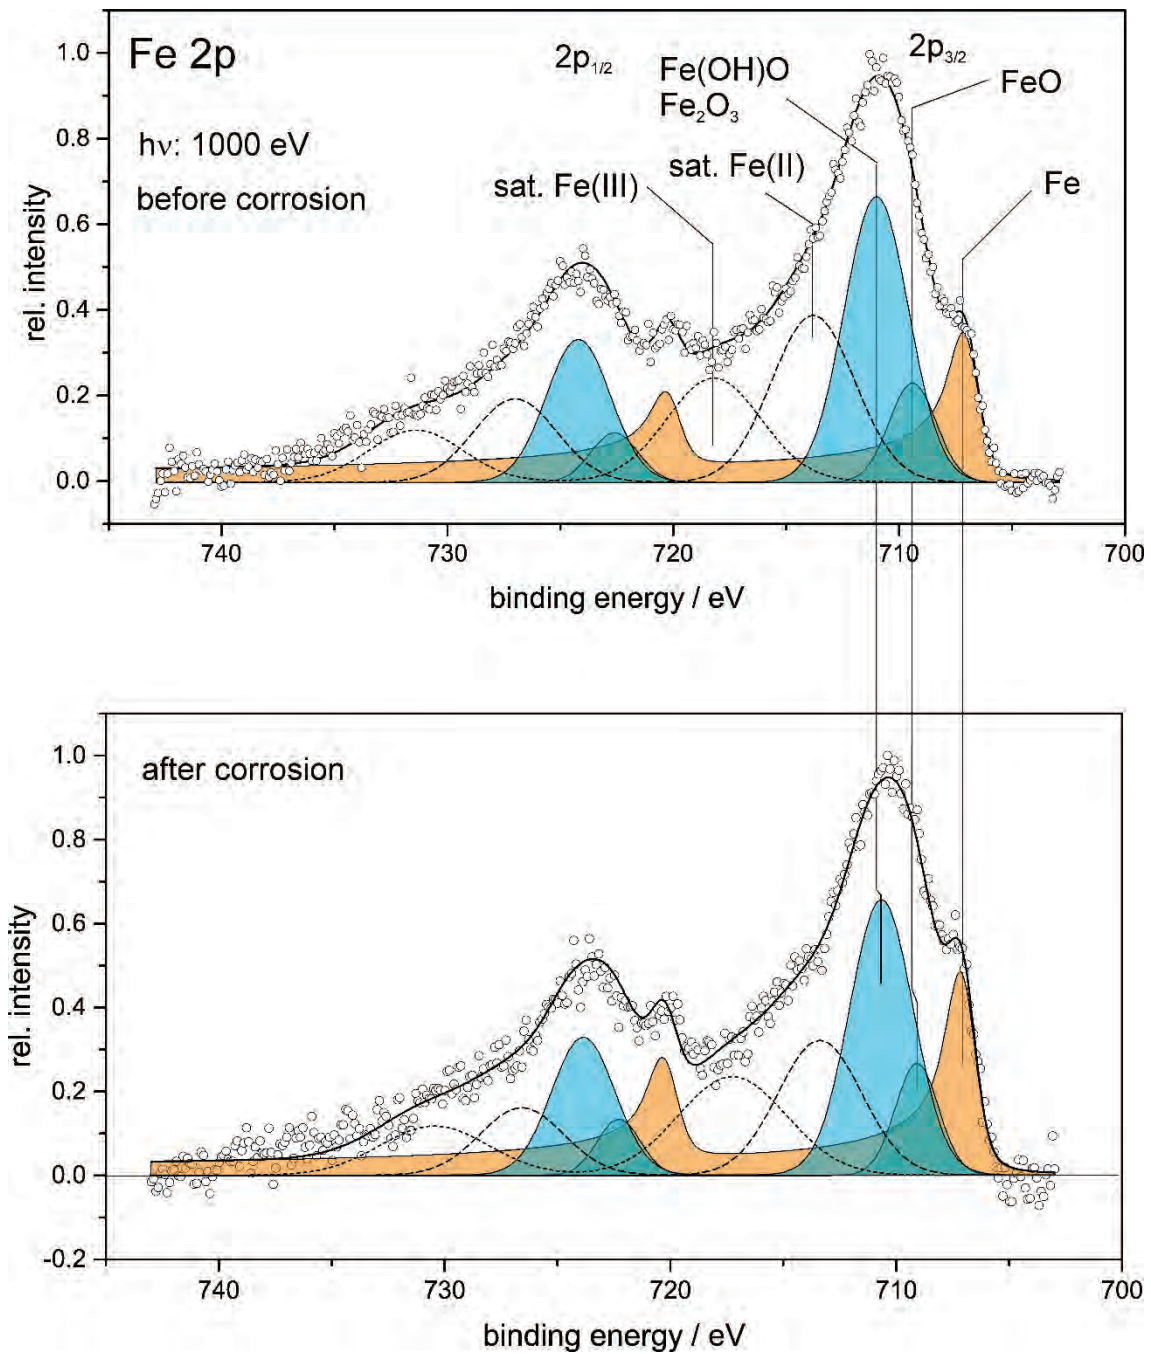 Fe 2p
2p1/2
2p3/2
Fe(OH)O
Fe2O3
FeO
hν: 1000 eV
sat. Fe(II)
sat. Fe(III)
Fe
before corrosion
rel. intensity
1.0
0.8
0.6
0.4
0.2
0.0
740 730 720 710 700
binding energy / eV
after corrosion
rel. intensity
1.0
0.8
0.6
0.4
0.2
0.0
-0.2
740 730 720 710 700
binding energy / eV